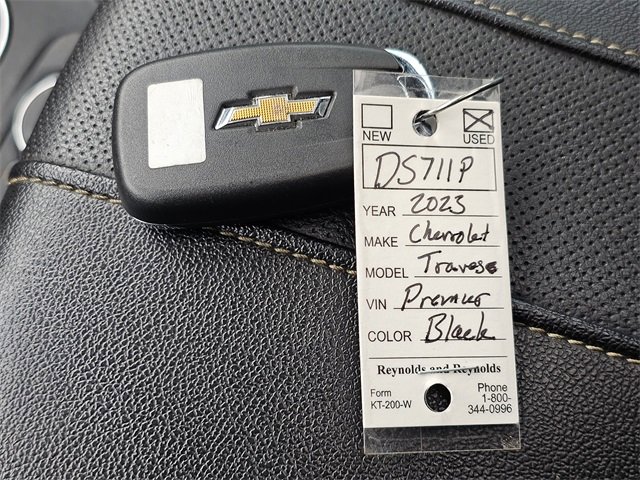 NEW USED
DS711P
YEAR 2023
MAKE Chevrolet
MODEL Traverse
VIN Premier
COLOR Black
Reynolds and Reynolds
Form Phone
KT-200-W 1-800-
344-0996